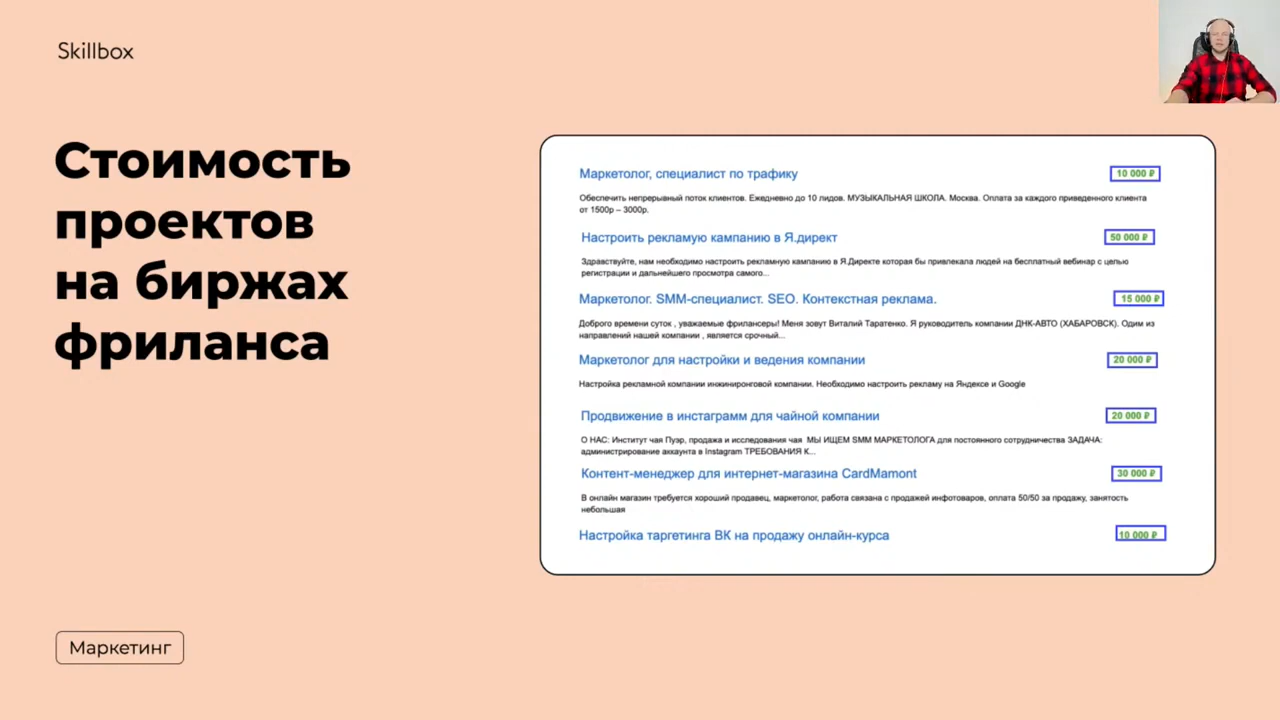 Skillbox
Стоимость
проектов
на биржах
фриланса
Маркетолог, специалист по трафику
10 000 ₽
Обеспечить непрерывный поток клиентов. Ежедневно до 10 лидов. МУЗЫКАЛЬНАЯ ШКОЛА. Москва. Оплата за каждого приведенного клиента
от 1500р – 3000р.
Настроить рекламую кампанию в Я.директ
50 000 ₽
Здравствуйте, нам необходимо настроить рекламную кампанию в Я.Директе которая бы привлекала людей на бесплатный вебинар с целью
регистрации и дальнейшего просмотра самого...
Маркетолог. SMM-специалист. SEO. Контекстная реклама.
15 000 ₽
Доброго времени суток , уважаемые фрилансеры! Меня зовут Виталий Таратенко. Я руководитель компании ДНК-АВТО (ХАБАРОВСК). Одим из
направлений нашей компании , является срочный...
Маркетолог для настройки и ведения компании
20 000 ₽
Настройка рекламной компании инжиниронговой компании. Необходимо настроить рекламу на Яндексе и Google
Продвижение в инстаграмм для чайной компании
20 000 ₽
О НАС: Институт чая Пуэр, продажа и исследования чая МЫ ИЩЕМ SMM МАРКЕТОЛОГА для постоянного сотрудничества ЗАДАЧА:
администрирование аккаунта в Instagram ТРЕБОВАНИЯ К...
Контент-менеджер для интернет-магазина CardMamont
30 000 ₽
В онлайн магазин требуется хороший продавец, маркетолог, работа связана с продажей инфотоваров, оплата 50/50 за продажу, занятость
небольшая
Настройка таргетинга ВК на продажу онлайн-курса
10 000 ₽
Маркетинг